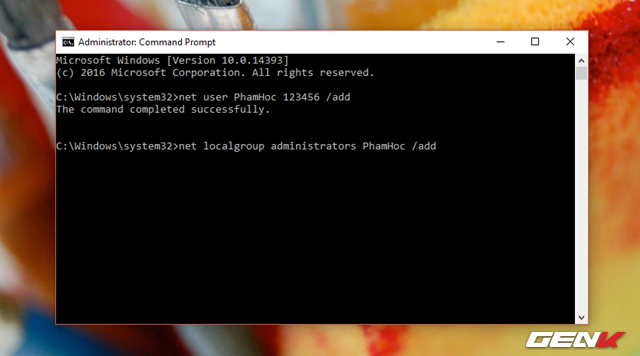 Administrator: Command Prompt
Microsoft Windows [Version 10.0.14393]
(c) 2016 Microsoft Corporation. All rights reserved.
C:\Windows\system32>net user PhamHoc 123456 /add
The command completed successfully.
C:\Windows\system32>net localgroup administrators PhamHoc /add
GENK